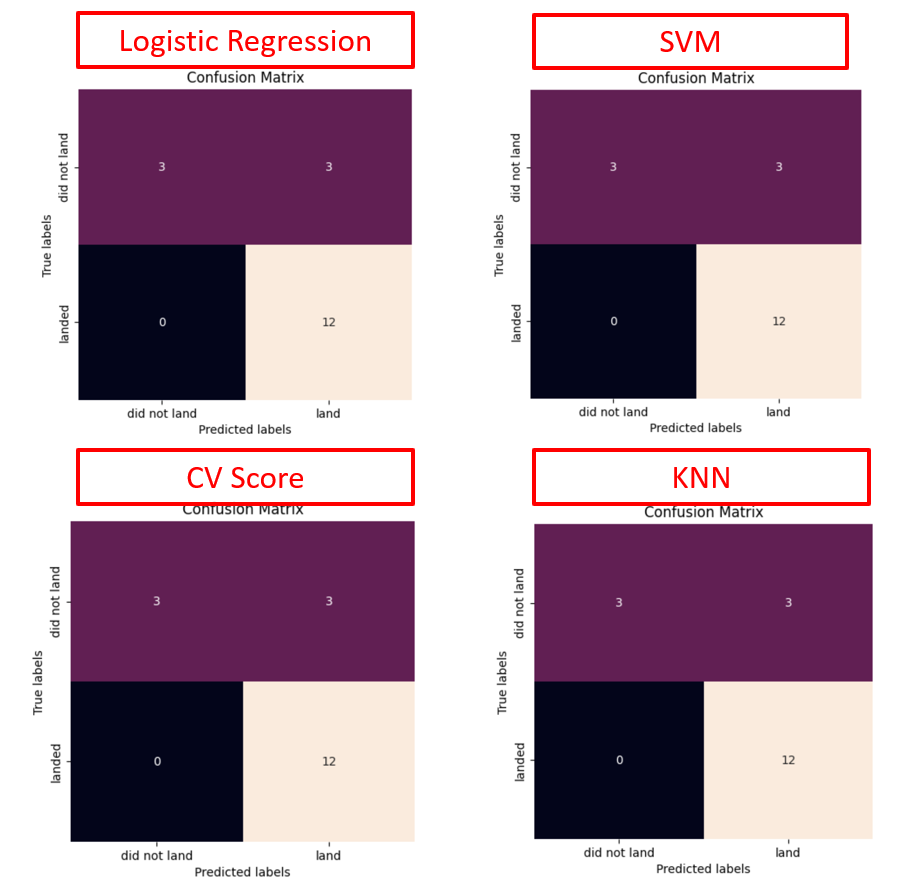 Logistic Regression
Confusion Matrix
True labels
did not land
3
3
landed
0
12
did not land
land
Predicted labels
SVM
Confusion Matrix
True labels
did not land
3
3
landed
0
12
did not land
land
Predicted labels
CV Score
Confusion Matrix
True labels
did not land
3
3
landed
0
12
did not land
land
Predicted labels
KNN
Confusion Matrix
True labels
did not land
3
3
landed
0
12
did not land
land
Predicted labels